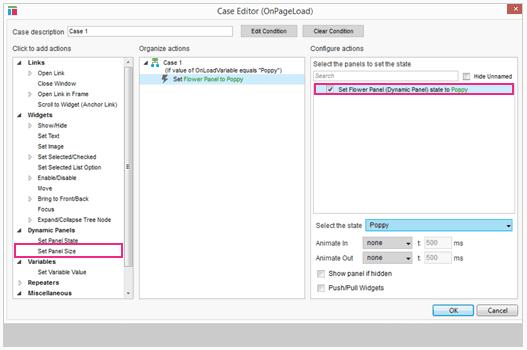 Case Editor (OnPageLoad)
Case description
Case 1
Edit Condition
Clear Condition
Click to add actions
Links
Open Link
Close Window
Open Link in Frame
Scroll to Widget (Anchor Link)
Widgets
Show/Hide
Set Text
Set Image
Set Selected/Checked
Set Selected List Option
Enable/Disable
Move
Bring to Front/Back
Focus
Expand/Collapse Tree Node
Dynamic Panels
Set Panel State
Set Panel Size
Variables
Set Variable Value
Repeaters
Miscellaneous
Organize actions
Case 1
(If value of OnLoadVariable equals "Poppy")
Set Flower Panel to Poppy
Configure actions
Select the panels to set the state
Search
Hide Unnamed
Set Flower Panel (Dynamic Panel) state to Poppy
Select the state Poppy
Animate In none t: 500 ms
Animate Out none t: 500 ms
Show panel if hidden
Push/Pull Widgets
OK
Cancel